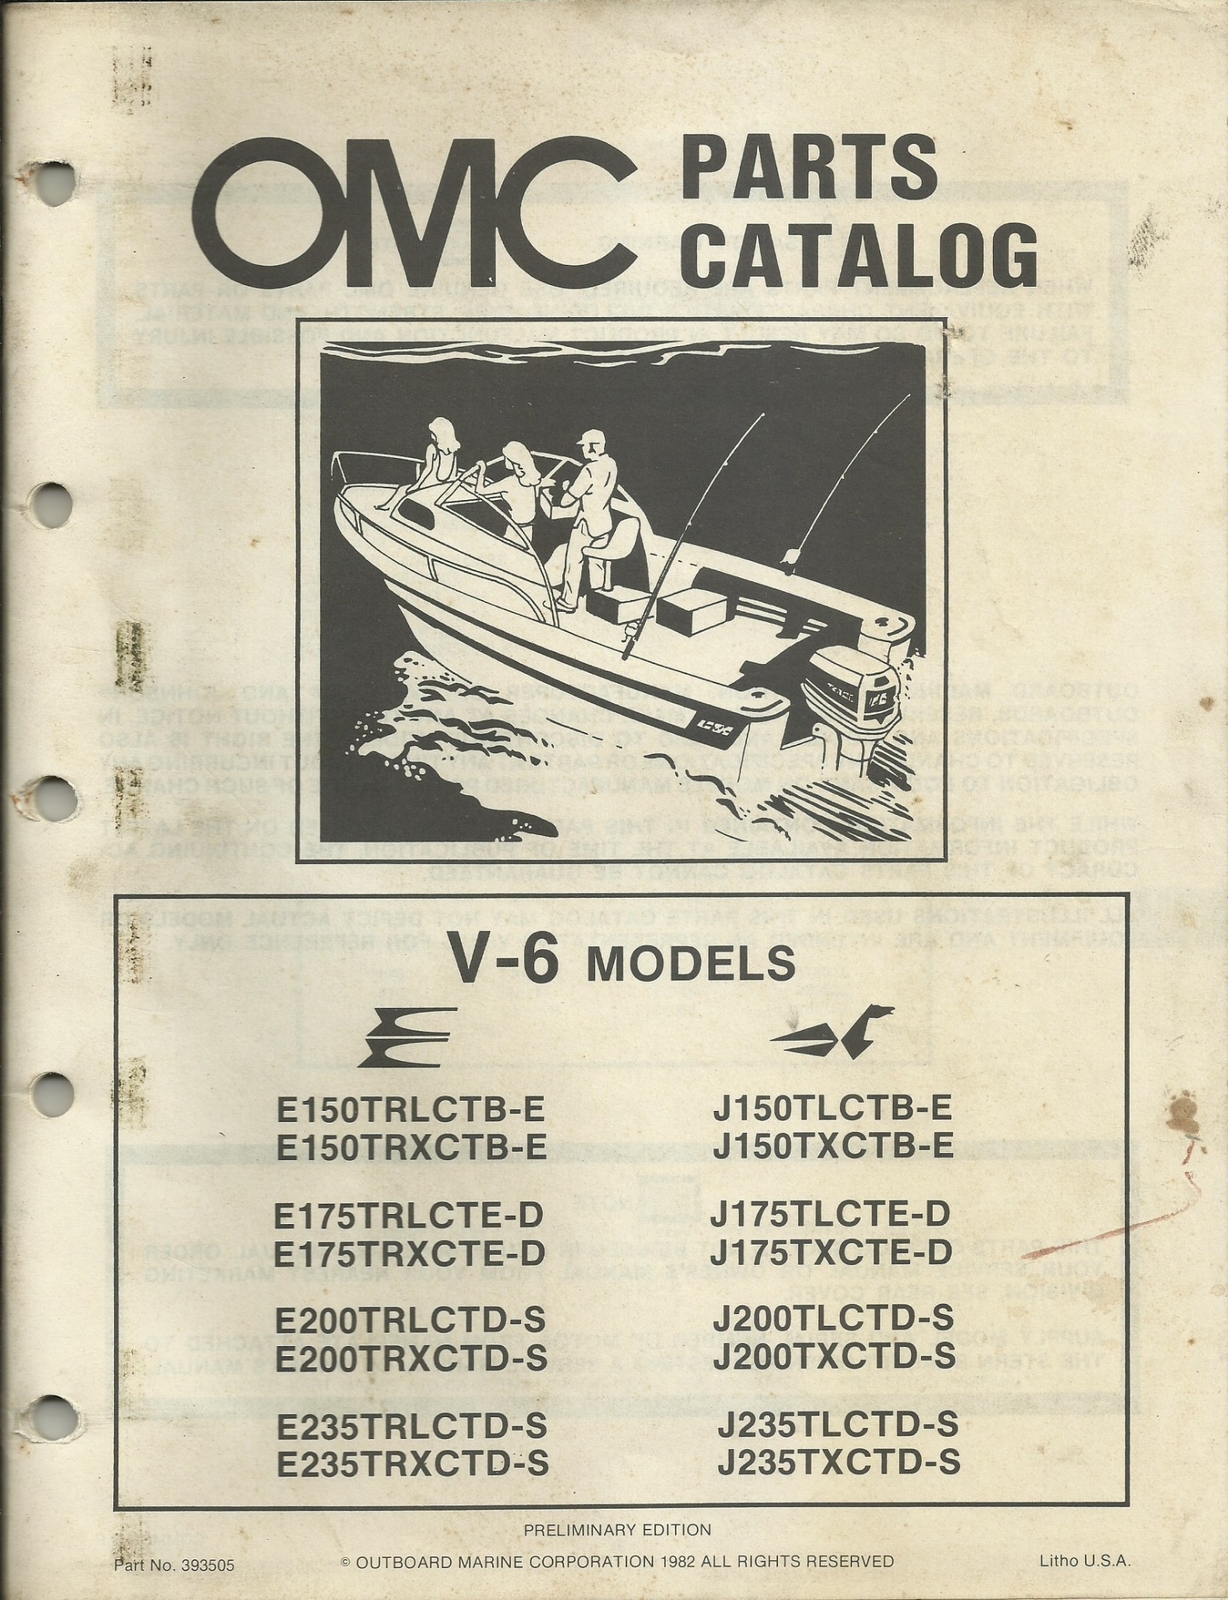 OMC PARTS CATALOG
V-6 MODELS
E150TRLCTB-E J150TLCTB-E
E150TRXCTB-E J150TXCTB-E
E175TRLCTE-D J175TLCTE-D
E175TRXCTE-D J175TXCTE-D
E200TRLCTD-S J200TLCTD-S
E200TRXCTD-S J200TXCTD-S
E235TRLCTD-S J235TLCTD-S
E235TRXCTD-S J235TXCTD-S
PRELIMINARY EDITION
Part No. 393505 © OUTBOARD MARINE CORPORATION 1982 ALL RIGHTS RESERVED Litho U.S.A.